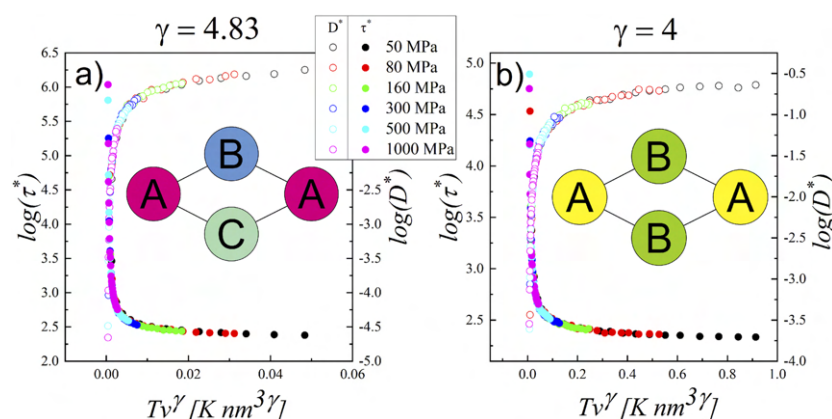 γ = 4.83
γ = 4
D* τ*
50 MPa
80 MPa
160 MPa
300 MPa
500 MPa
1000 MPa
a)
6.5
6.0
5.5
5.0
4.5
4.0
3.5
3.0
2.5
2.0
log(τ*)
B
A A
C
-2.5
-3.0
-3.5
-4.0
-4.5
-5.0
log(D*)
0.00 0.02 0.04 0.06
Tv^γ [K nm^3γ]
b)
5.0
4.5
4.0
3.5
3.0
2.5
log(τ*)
B
A A
B
-0.5
-1.0
-1.5
-2.0
-2.5
-3.0
-3.5
-4.0
log(D*)
0.0 0.2 0.4 0.6 0.8 1.0
Tv^γ [K nm^3γ]